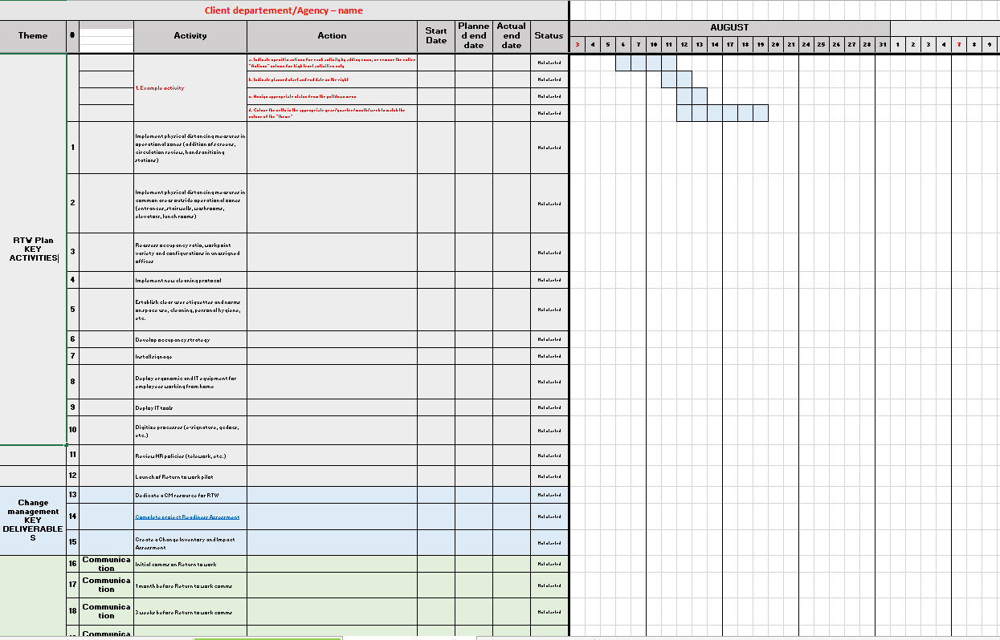 Client departement/Agency – name
AUGUST
Theme
#
Activity
Action
Start
Date
Planne
d end
date
Actual
end
date
Status
3 4 5 6 7 10 11 12 13 14 17 18 19 20 21 24 25 26 27 28 31 1 2 3 4 7 8 9
1. Example activity
a. Indicate specific actions for each activity by adding rows, or remove the entire
"Actions" column for high level activities only
Not started
b. Indicate planned start and end date on the right
Not started
c. Assign appropriate status from the pulldown menu
Not started
d. Colour the cells in the appropriate year/quarter/month/week to match the
colour of the "theme"
Not started
RTW Plan
KEY
ACTIVITIES
1
Implement physical distancing measures in
operational zones (addition of screens,
circulation review, hand sanitizing
stations)
Not started
2
Implement physical distancing measures in
common areas outside operational zones
(entrances, stairwells, washrooms,
elevators, lunch rooms)
Not started
3
Reassess occupancy ratio, workpoint
variety and configurations in unassigned
offices
Not started
4
Implement new cleaning protocol
Not started
5
Establish clear user etiquettes and norms
on space use, cleaning, personal hygiene,
etc.
Not started
6
Develop occupancy strategy
Not started
7
Install signage
Not started
8
Deploy ergonomic and IT equipment for
employees working from home
Not started
9
Deploy IT tools
Not started
10
Digitize processes (e-signature, gcdocs,
etc.)
Not started
11
Review HR policies (telework, etc.)
Not started
12
Launch of Return to work pilot
Not started
Change
management
KEY
DELIVERABLE
S
13
Dedicate a CM resource for RTW
Not started
14
Complete project Readiness Assessment
Not started
15
Create a Change Inventory and Impact
Assessment
Not started
16
Communica
tion
Initial comms on Return to work
Not started
17
Communica
tion
1 month before Return to work comms
Not started
18
Communica
tion
3 weeks before Return to work comms
Not started
Communica